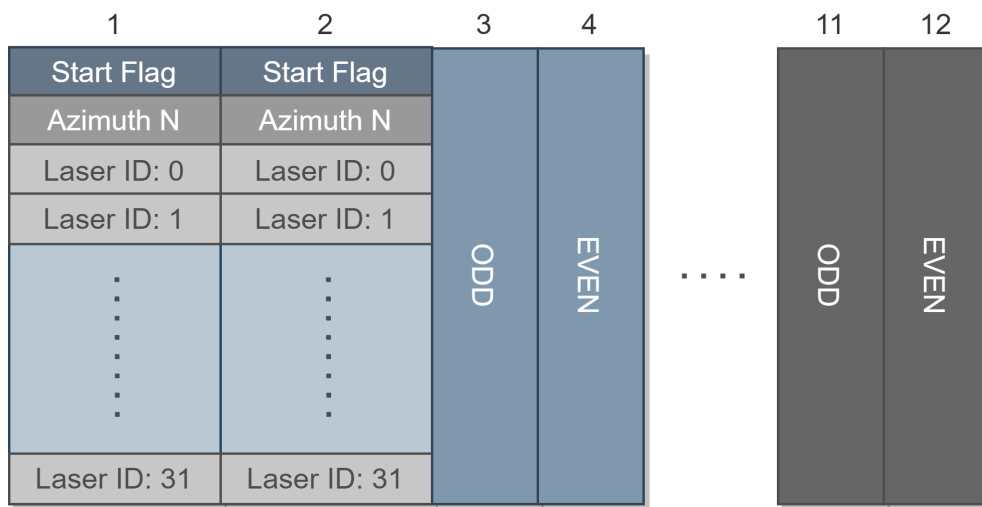 1 2 3 4 11 12
Start Flag Start Flag
Azimuth N Azimuth N
Laser ID: 0 Laser ID: 0
Laser ID: 1 Laser ID: 1
ODD EVEN .... ODD EVEN
Laser ID: 31 Laser ID: 31